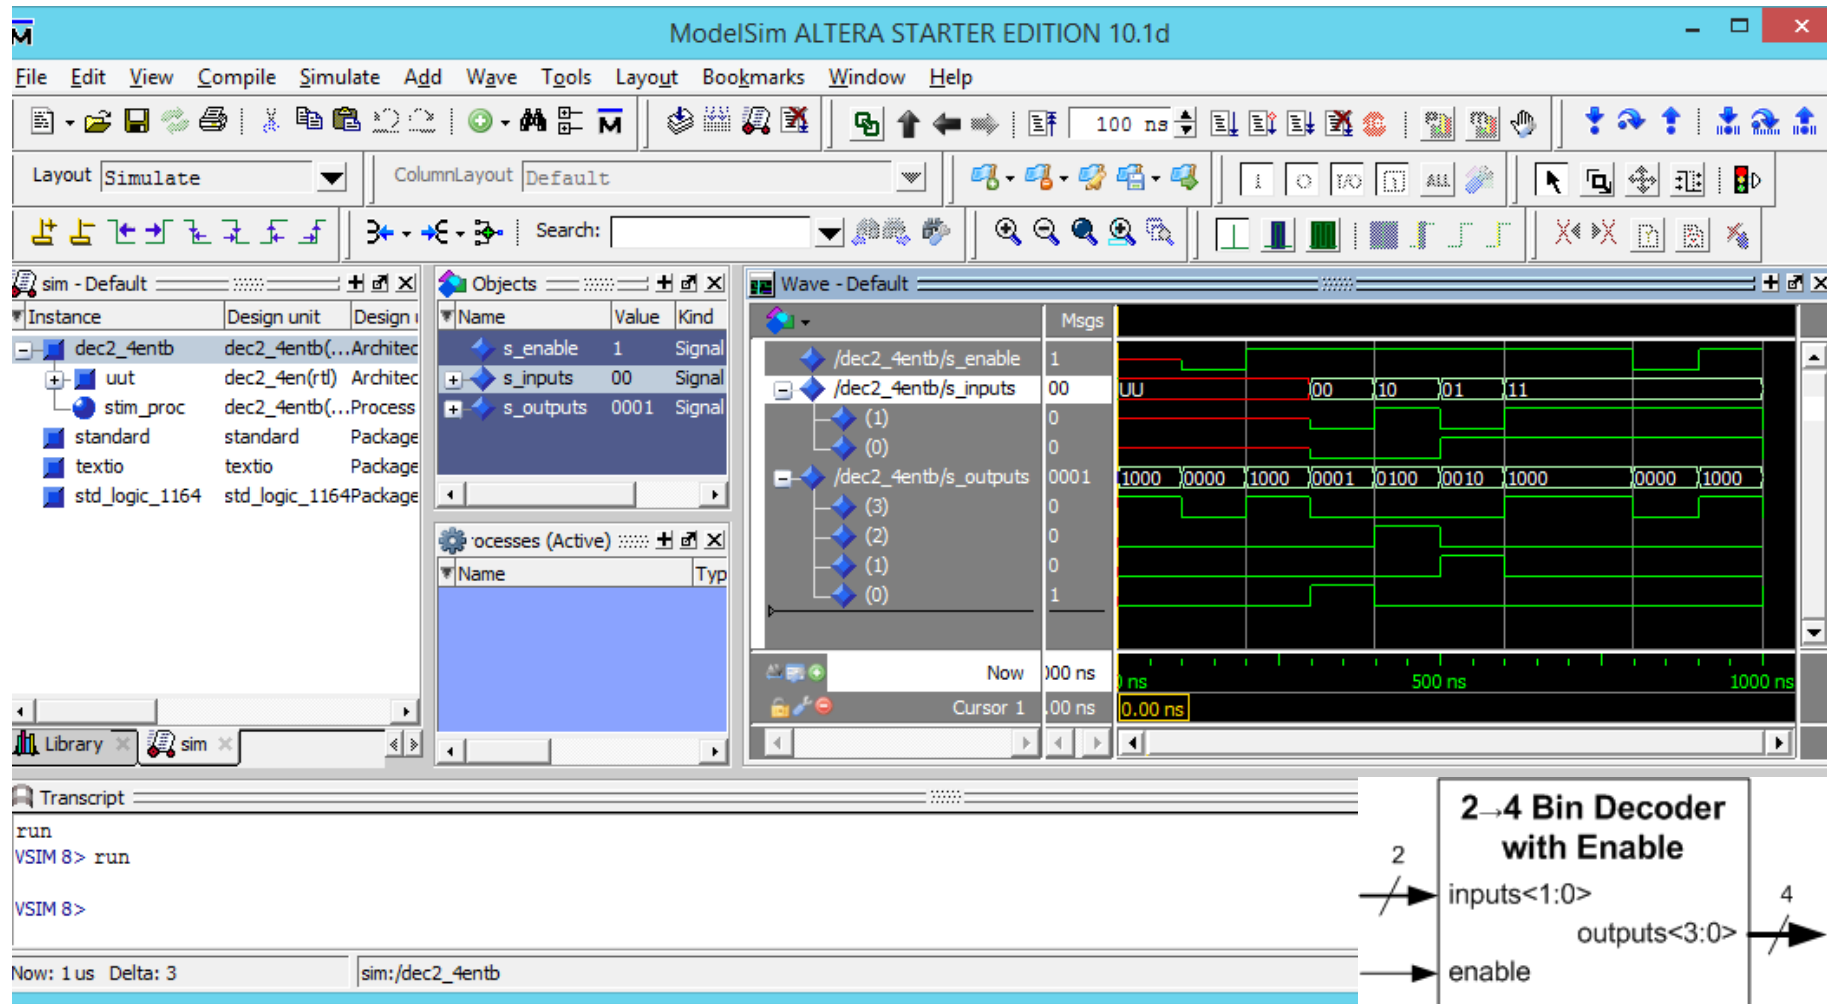 M
ModelSim ALTERA STARTER EDITION 10.1d
File Edit View Compile Simulate Add Wave Tools Layout Bookmarks Window Help
100 ns
Layout Simulate ColumnLayout Default
ALL
Search:
sim - Default
Instance Design unit Design
dec2_4entb dec2_4entb(... Architec
uut dec2_4en(rtl) Architec
stim_proc dec2_4entb(... Process
standard standard Package
textio textio Package
std_logic_1164 std_logic_1164 Package
Library sim
Objects
Name Value Kind
s_enable 1 Signal
s_inputs 00 Signal
s_outputs 0001 Signal
ocesses (Active)
Name Typ
Wave - Default
Msgs
/dec2_4entb/s_enable 1
/dec2_4entb/s_inputs 00 UU 00 10 01 11
(1) 0
(0) 0
/dec2_4entb/s_outputs 0001 1000 0000 1000 0001 0100 0010 1000 0000 1000
(3) 0
(2) 0
(1) 0
(0) 1
Now 000 ns ns 500 ns 1000 ns
Cursor 1 .00 ns 0.00 ns
Transcript
run
VSIM 8> run
VSIM 8>
Now: 1 us Delta: 3 sim:/dec2_4entb
2→4 Bin Decoder
with Enable
2
inputs<1:0>
4
outputs<3:0>
enable